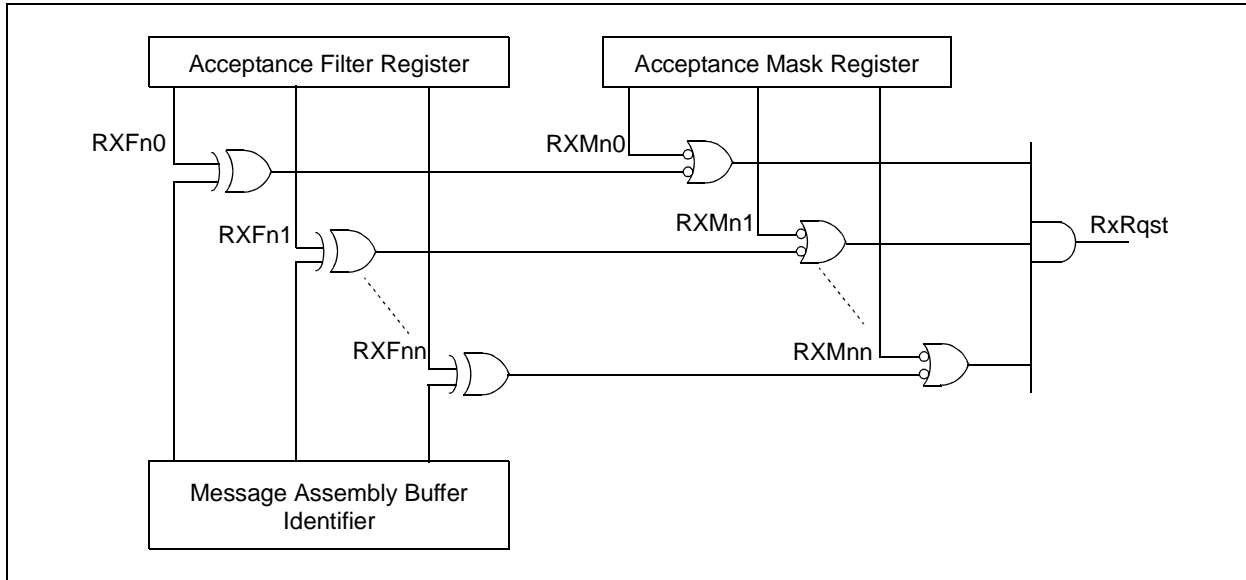 Acceptance Filter Register
Acceptance Mask Register
RXFn0
RXMn0
RXFn1
RXMn1
RxRqst
RXFnn
RXMnn
Message Assembly Buffer
Identifier